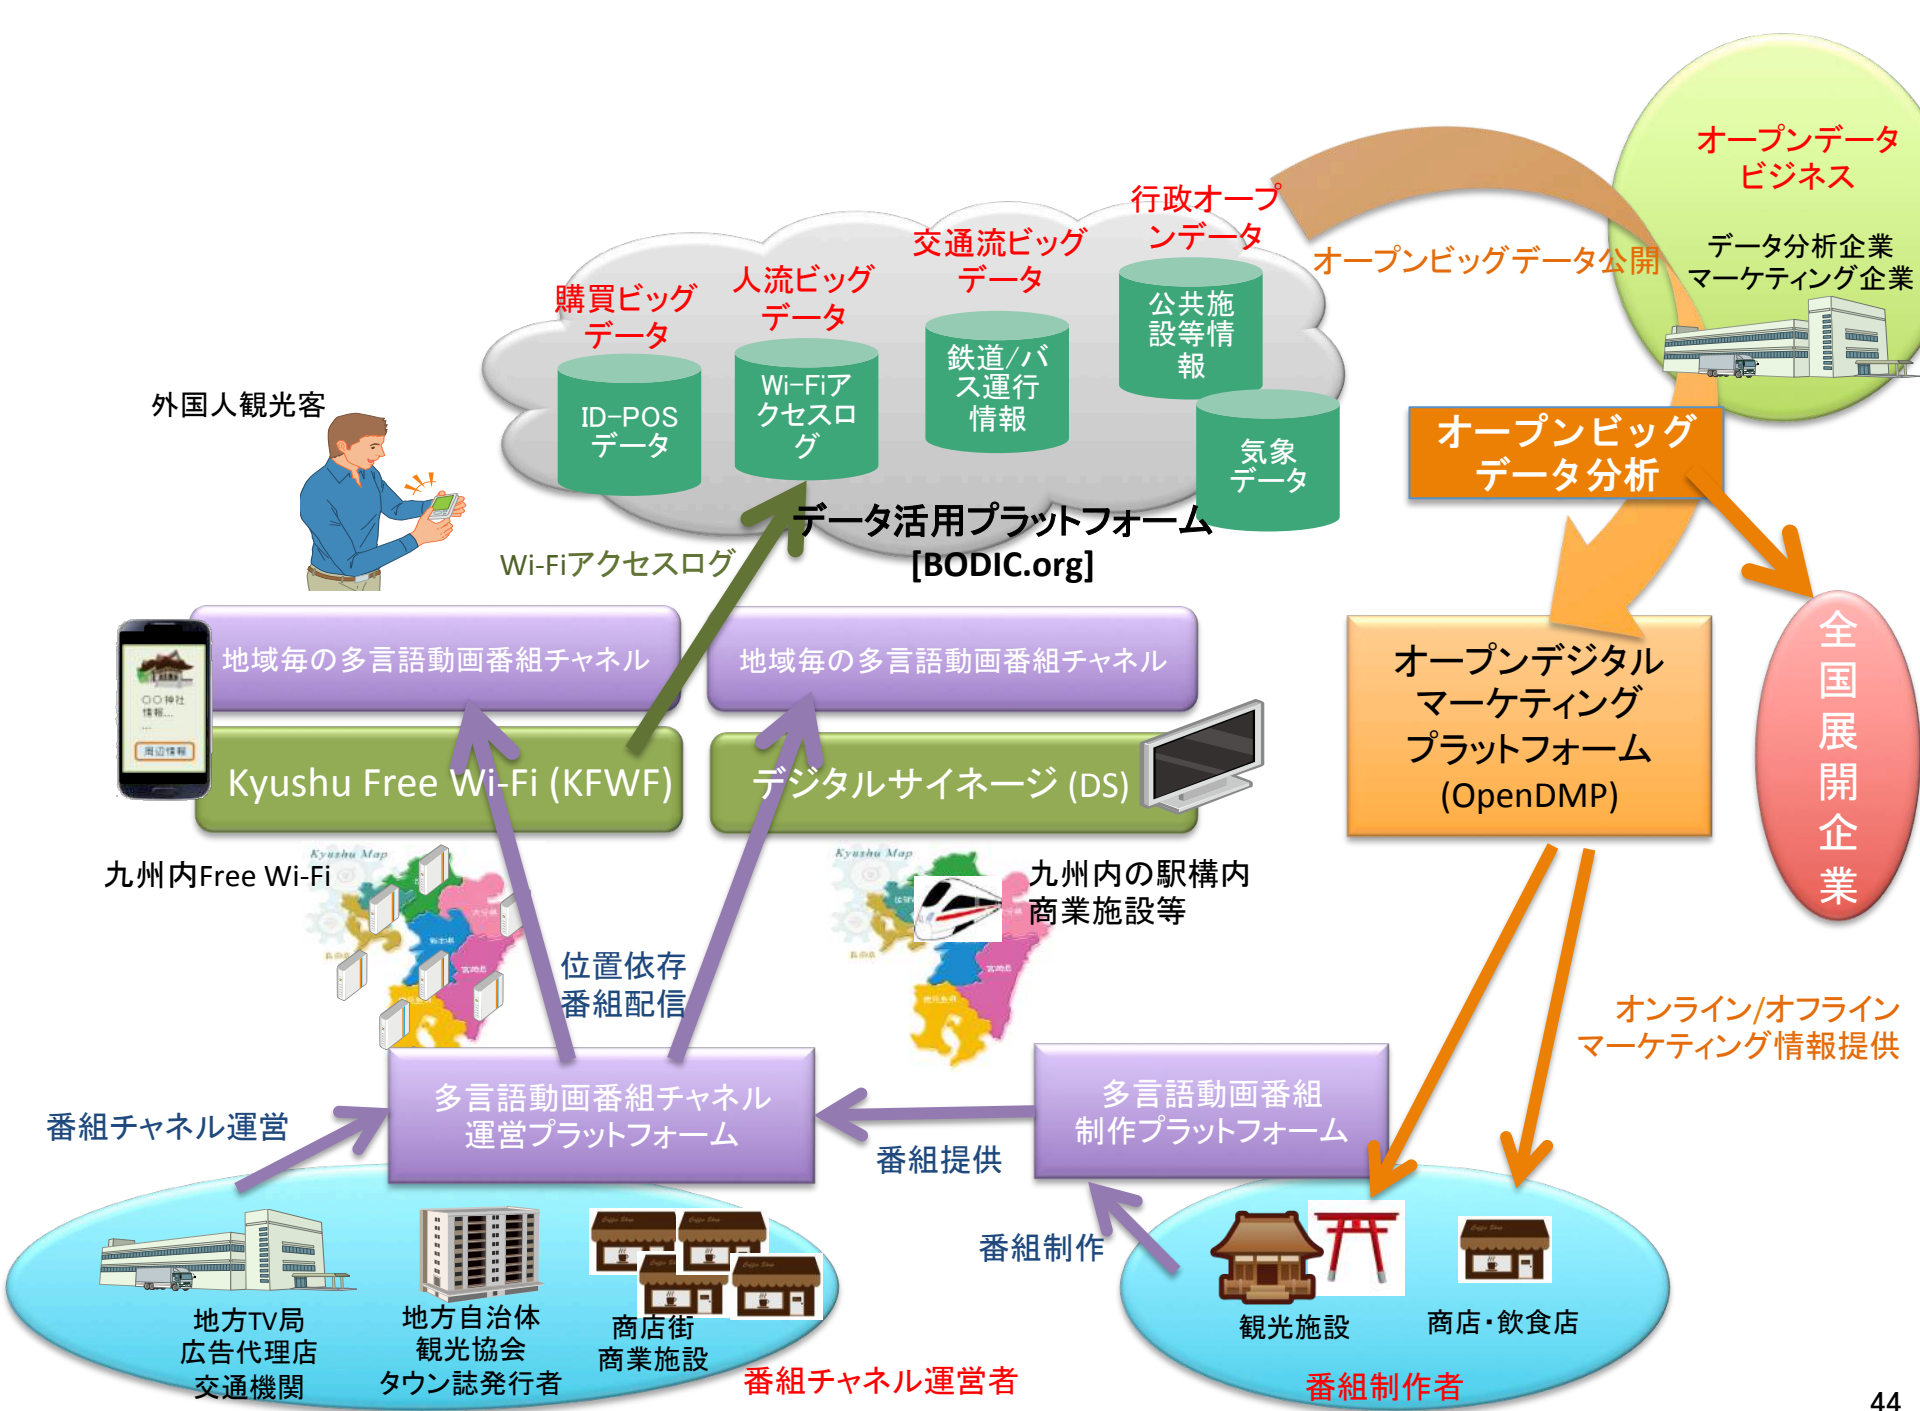 オープンデータ
ビジネス
データ分析企業
マーケティング企業
行政オープ
ンデータ
交通流ビッグ
データ
人流ビッグ
データ
購買ビッグ
データ
オープンビッグデータ公開
公共施
設等情
報
鉄道/バ
ス運行
情報
Wi-Fiア
クセスロ
グ
ID-POS
データ
気象
データ
外国人観光客
オープンビッグ
データ分析
データ活用プラットフォーム
[BODIC.org]
Wi-Fiアクセスログ
地域毎の多言語動画番組チャネル
地域毎の多言語動画番組チャネル
〇〇神社
情報...
...
周辺情報
Kyushu Free Wi-Fi (KFWF)
デジタルサイネージ (DS)
オープンデジタル
マーケティング
プラットフォーム
(OpenDMP)
全国展開企業
九州内Free Wi-Fi
Kyushu Map
Kyushu Map
九州内の駅構内
商業施設等
位置依存
番組配信
オンライン/オフライン
マーケティング情報提供
番組チャネル運営
多言語動画番組チャネル
運営プラットフォーム
番組提供
多言語動画番組
制作プラットフォーム
番組制作
地方TV局
広告代理店
交通機関
地方自治体
観光協会
タウン誌発行者
商店街
商業施設
番組チャネル運営者
観光施設
商店・飲食店
番組制作者
44